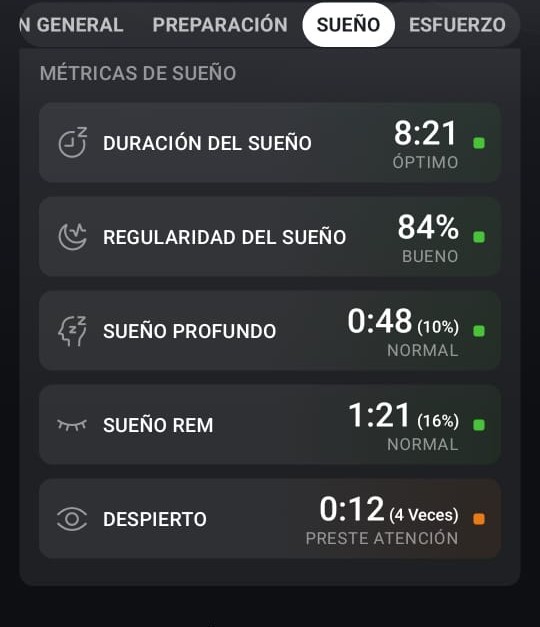 N GENERAL PREPARACIÓN SUEÑO ESFUERZO
MÉTRICAS DE SUEÑO
DURACIÓN DEL SUEÑO 8:21
ÓPTIMO
REGULARIDAD DEL SUEÑO 84%
BUENO
SUEÑO PROFUNDO 0:48 (10%)
NORMAL
SUEÑO REM 1:21 (16%)
NORMAL
DESPIERTO 0:12 (4 Veces)
PRESTE ATENCIÓN